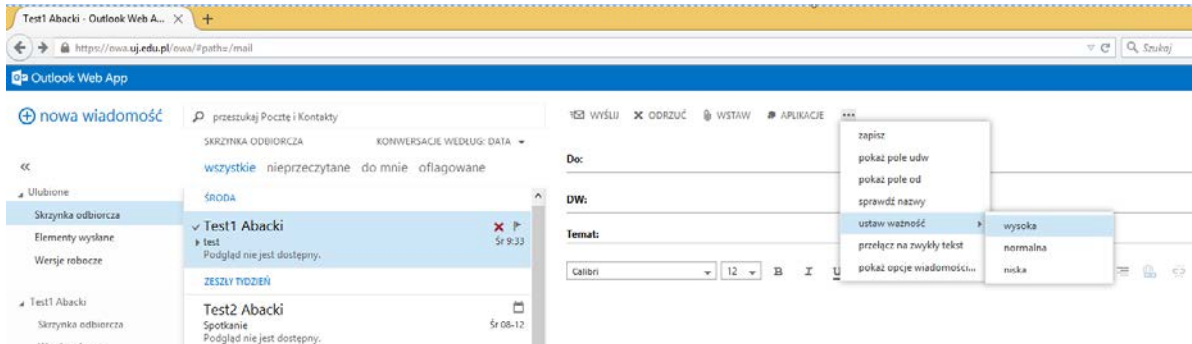 Test1 Abacki - Outlook Web A...
https://owa.uj.edu.pl/owa/#path=/mail
Szukaj
Outlook Web App
nowa wiadomość
przeszukaj Pocztę i Kontakty
SKRZYNKA ODBIORCZA KONWERSACJE WEDŁUG: DATA
wszystkie nieprzeczytane do mnie oflagowane
«
Ulubione
Skrzynka odbiorcza
Elementy wysłane
Wersje robocze
Test1 Abacki
Skrzynka odbiorcza
ŚRODA
Test1 Abacki
test Śr 9:33
Podgląd nie jest dostępny.
ZESZŁY TYDZIEŃ
Test2 Abacki
Spotkanie Śr 08-12
Podgląd nie jest dostępny.
WYŚLIJ ODRZUĆ WSTAW APLIKACJE ...
Do:
DW:
Temat:
Calibri 12 B I U
zapisz
pokaż pole udw
pokaż pole od
sprawdź nazwy
ustaw ważność
przełącz na zwykły tekst
pokaż opcje wiadomości...
wysoka
normalna
niska